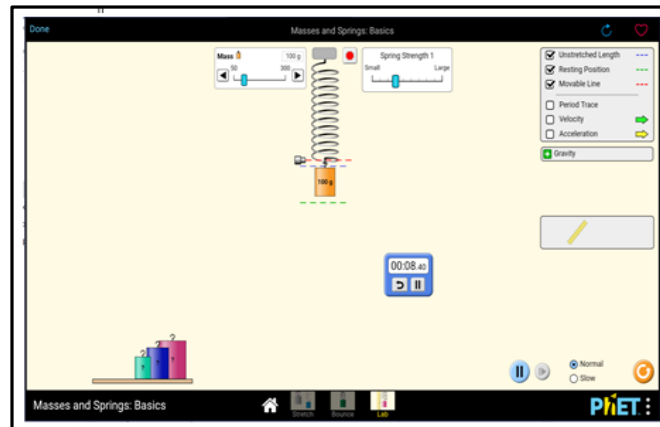 Done
Masses and Springs: Basics
Mass 100 g
50 300
Spring Strength 1
Small Large
Unstretched Length
Resting Position
Movable Line
Period Trace
Velocity
Acceleration
Gravity
100 g
00:08.40
? ? ?
? ? ?
Normal
Slow
Masses and Springs: Basics
Stretch
Bounce
Lab
PhET